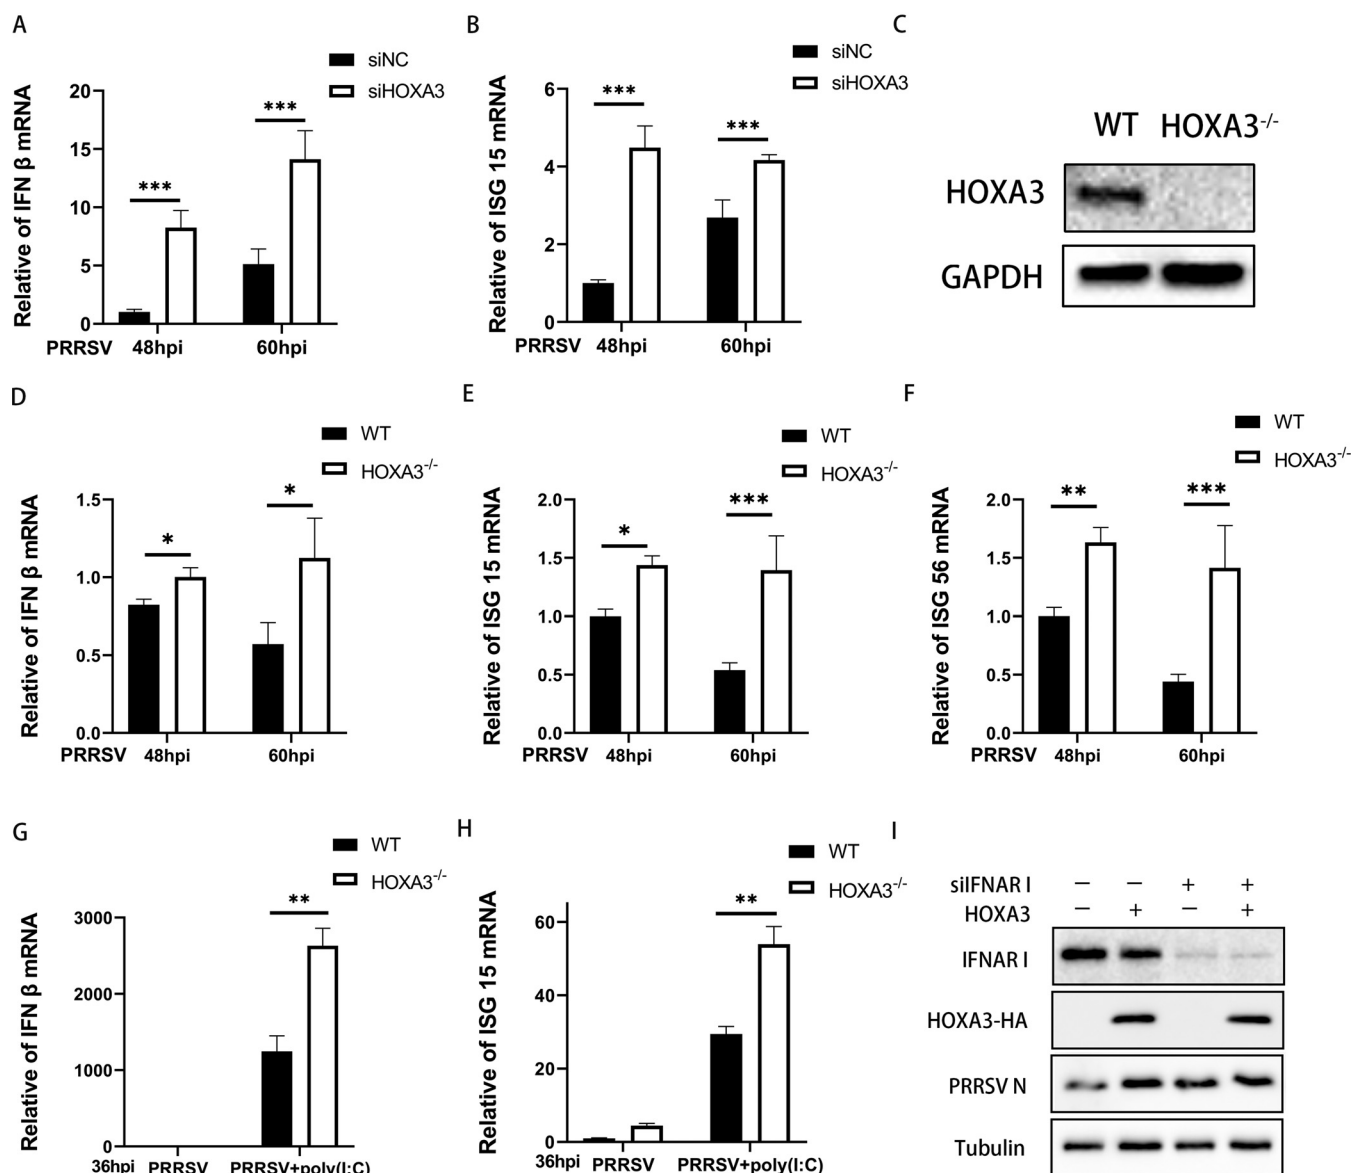 A
siNC
siHOXA3
Relative of IFN β mRNA
20
15
10
5
0
***
***
PRRSV 48hpi 60hpi
B
siNC
siHOXA3
Relative of ISG 15 mRNA
6
4
2
0
***
***
PRRSV 48hpi 60hpi
C
WT HOXA3-/-
HOXA3
GAPDH
D
WT
HOXA3-/-
Relative of IFN β mRNA
1.5
1.0
0.5
0.0
*
*
PRRSV 48hpi 60hpi
E
WT
HOXA3-/-
Relative of ISG 15 mRNA
2.0
1.5
1.0
0.5
0.0
*
***
PRRSV 48hpi 60hpi
F
WT
HOXA3-/-
Relative of ISG 56 mRNA
2.0
1.5
1.0
0.5
0.0
**
***
PRRSV 48hpi 60hpi
G
WT
HOXA3-/-
Relative of IFN β mRNA
3000
2000
1000
0
**
36hpi PRRSV PRRSV+poly(I:C)
H
WT
HOXA3-/-
Relative of ISG 15 mRNA
60
40
20
0
**
36hpi PRRSV PRRSV+poly(I:C)
I
siIFNAR I − − + +
HOXA3 − + − +
IFNAR I
HOXA3-HA
PRRSV N
Tubulin